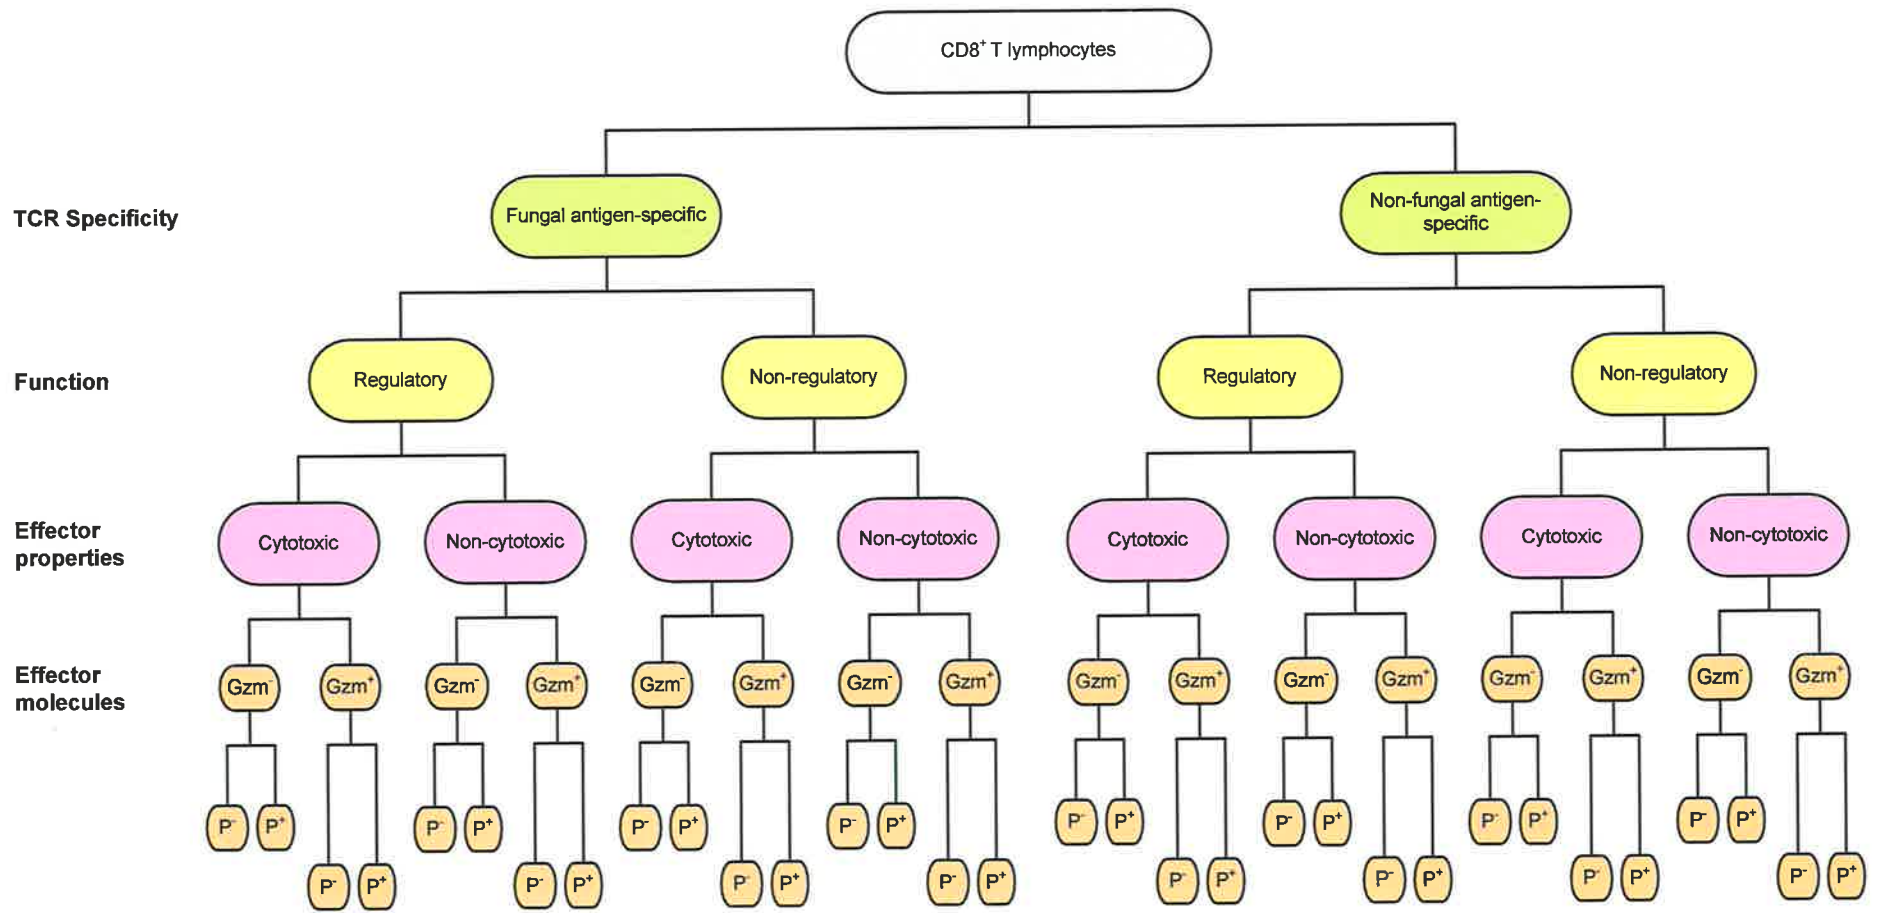 CD8⁺ T lymphocytes
TCR Specificity
Fungal antigen-specific
Non-fungal antigen-
specific
Function
Regulatory
Non-regulatory
Regulatory
Non-regulatory
Effector
properties
Cytotoxic
Non-cytotoxic
Cytotoxic
Non-cytotoxic
Cytotoxic
Non-cytotoxic
Cytotoxic
Non-cytotoxic
Effector
molecules
Gzm⁻
Gzm⁺
Gzm⁻
Gzm⁺
Gzm⁻
Gzm⁺
Gzm⁻
Gzm⁺
Gzm⁻
Gzm⁺
Gzm⁻
Gzm⁺
Gzm⁻
Gzm⁺
Gzm⁻
Gzm⁺
P⁻
P⁺
P⁻
P⁺
P⁻
P⁺
P⁻
P⁺
P⁻
P⁺
P⁻
P⁺
P⁻
P⁺
P⁻
P⁺
P⁻
P⁺
P⁻
P⁺
P⁻
P⁺
P⁻
P⁺
P⁻
P⁺
P⁻
P⁺
P⁻
P⁺
P⁻
P⁺